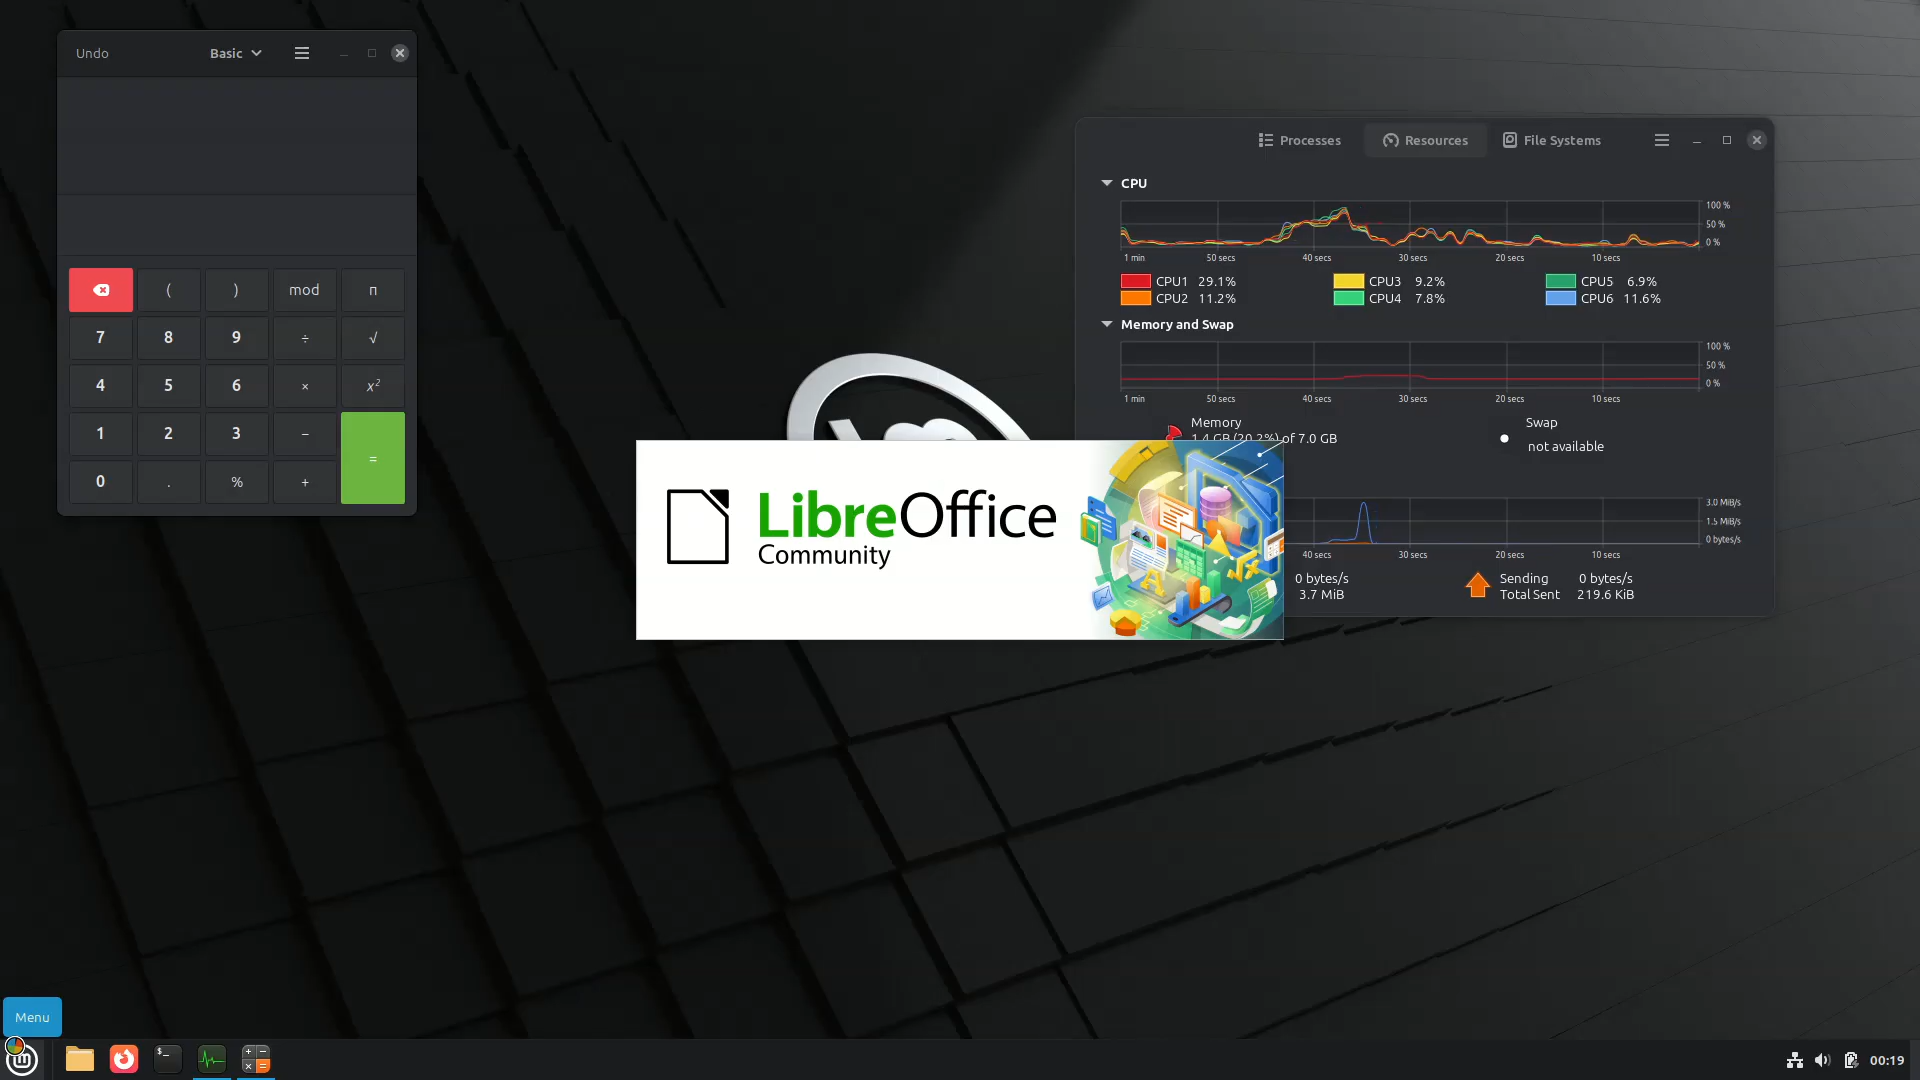 Undo
Basic
( ) mod π
7 8 9 ÷ √
4 5 6 × x²
1 2 3 −
=
0 . % +
Processes
Resources
File Systems
CPU
100 %
50 %
0 %
1 min 50 secs 40 secs 30 secs 20 secs 10 secs
CPU1 29.1% CPU3 9.2% CPU5 6.9%
CPU2 11.2% CPU4 7.8% CPU6 11.6%
Memory and Swap
100 %
50 %
0 %
1 min 50 secs 40 secs 30 secs 20 secs 10 secs
Memory
1.4 GB (20.2%) of 7.0 GB
Swap
not available
LibreOffice
Community
3.0 MiB/s
1.5 MiB/s
0 bytes/s
40 secs 30 secs 20 secs 10 secs
0 bytes/s
3.7 MiB
Sending 0 bytes/s
Total Sent 219.6 KiB
Menu
00:19